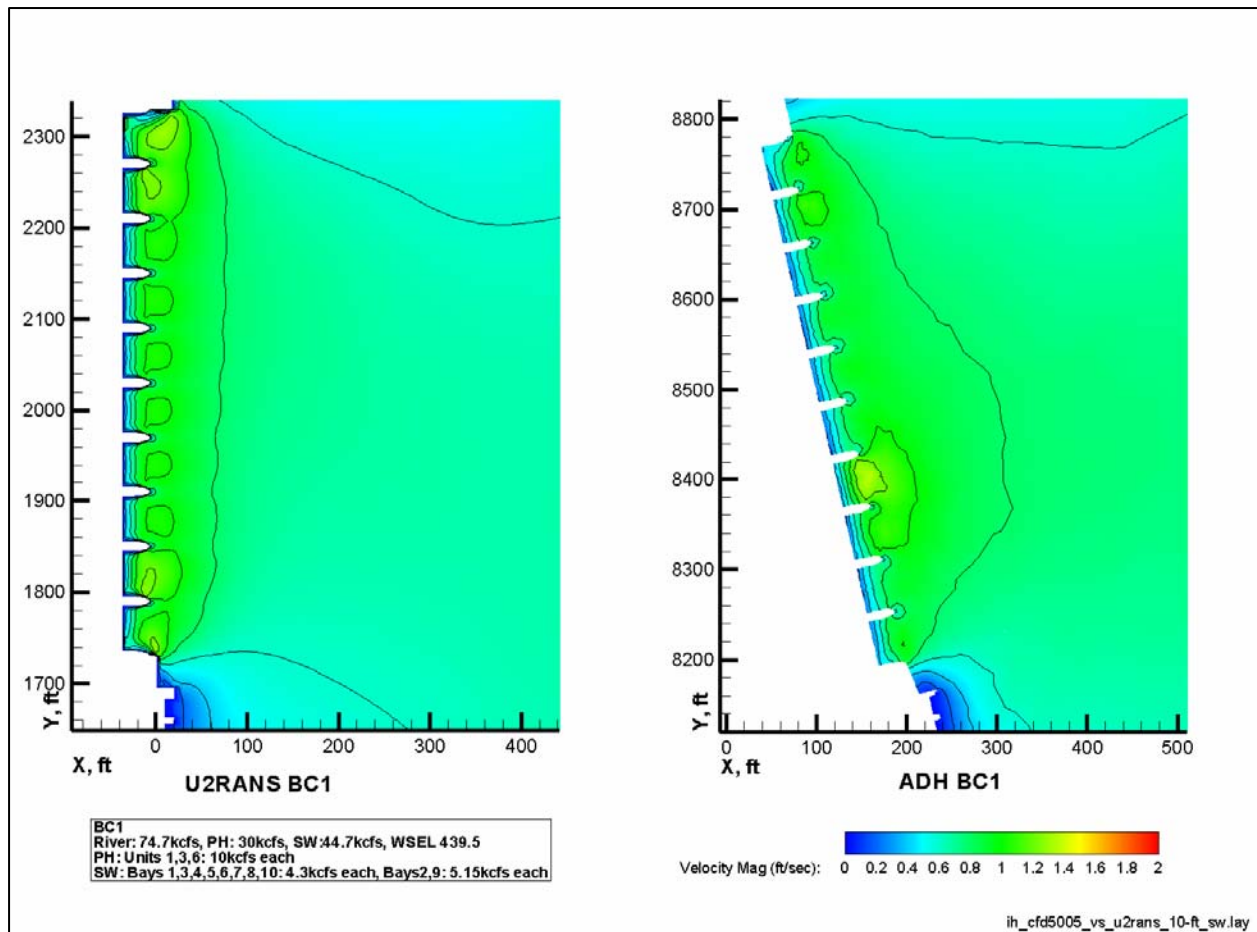 2300
2200
2100
2000
1900
1800
1700
Y, ft
0 100 200 300 400
X, ft
U2RANS BC1
8800
8700
8600
8500
8400
8300
8200
Y, ft
0 100 200 300 400 500
X, ft
ADH BC1
BC1
River: 74.7kcfs, PH: 30kcfs, SW:44.7kcfs, WSEL 439.5
PH: Units 1,3,6: 10kcfs each
SW: Bays 1,3,4,5,6,7,8,10: 4.3kcfs each, Bays2,9: 5.15kcfs each
Velocity Mag (ft/sec): 0 0.2 0.4 0.6 0.8 1 1.2 1.4 1.6 1.8 2
ih_cfd5005_vs_u2rans_10-ft_sw.lay